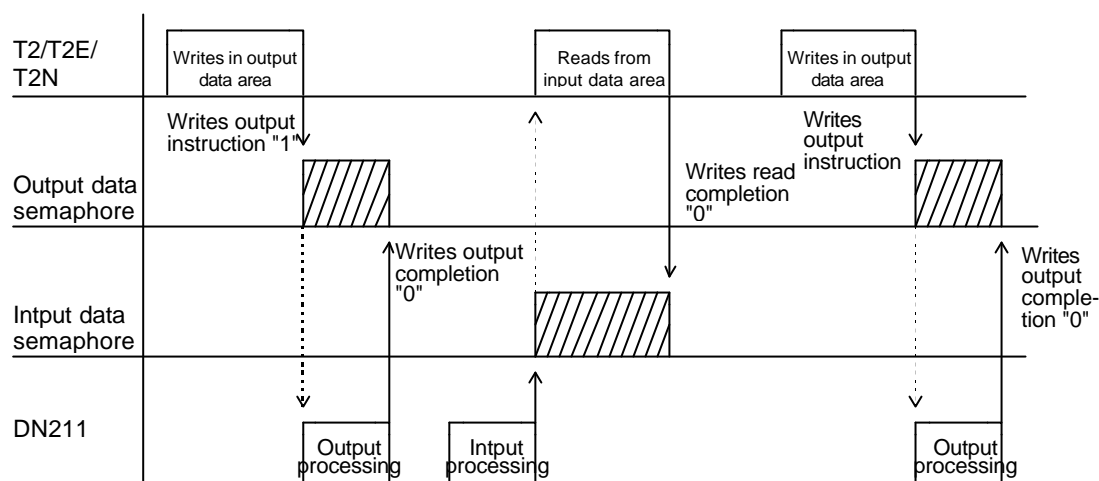 T2/T2E/
T2N
Writes in output
data area
Reads from
input data area
Writes in output
data area
Writes output
instruction "1"
Writes
output
instruction
Output data
semaphore
Writes read
completion
"0"
Writes output
completion
"0"
Writes
output
comple-
tion "0"
Intput data
semaphore
DN211
Output
processing
Intput
processing
Output
processing